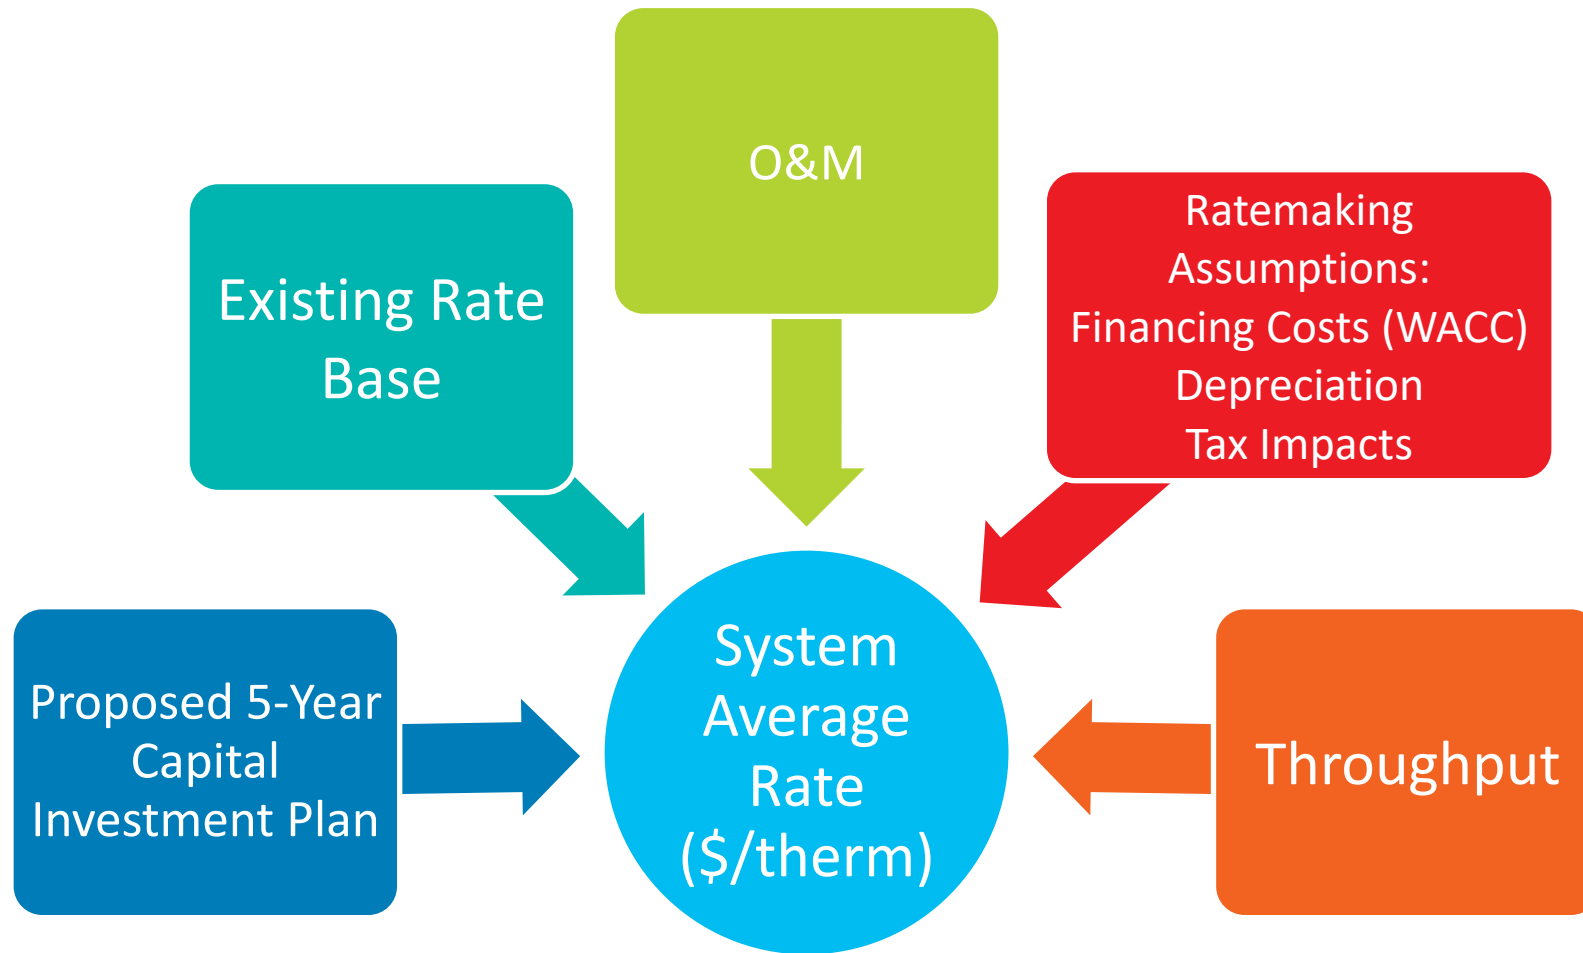 O&M
Existing Rate
Base
Ratemaking
Assumptions:
Financing Costs (WACC)
Depreciation
Tax Impacts
Proposed 5-Year
Capital
Investment Plan
System
Average
Rate
($/therm)
Throughput